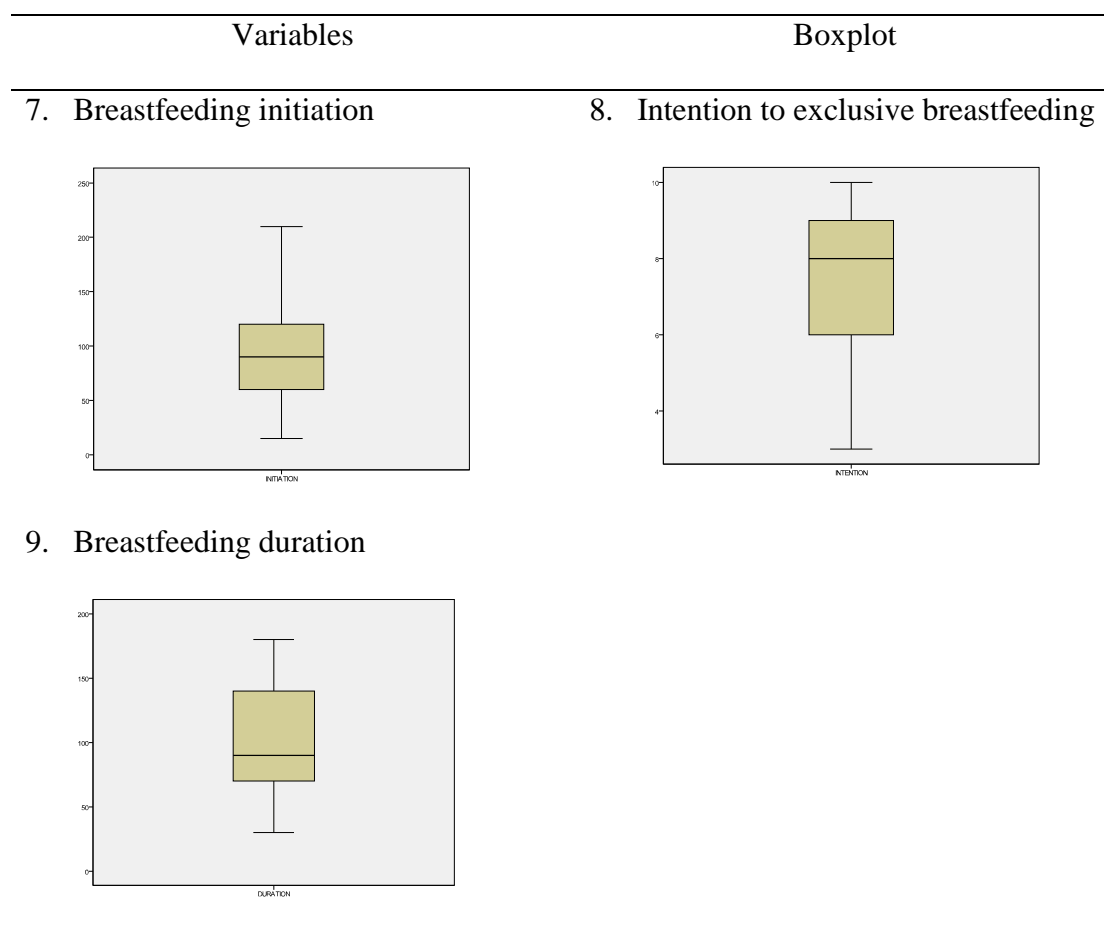 Variables Boxplot
7. Breastfeeding initiation 8. Intention to exclusive breastfeeding
250
200
150
100
50
0
INITIATION
10
8
6
4
INTENTION
9. Breastfeeding duration
200
150
100
50
0
DURATION